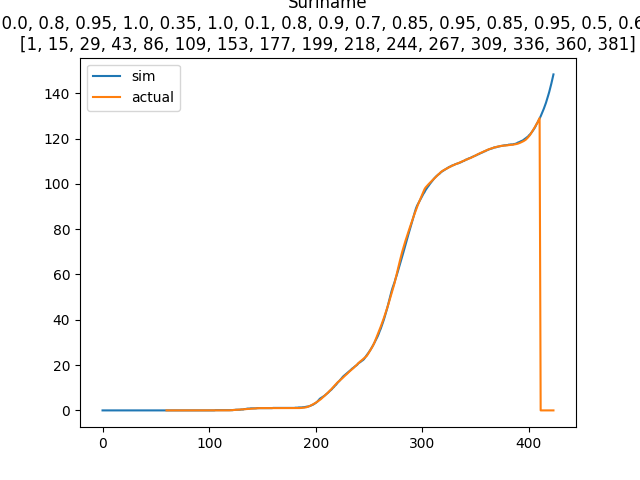 Suriname
0.0, 0.8, 0.95, 1.0, 0.35, 1.0, 0.1, 0.8, 0.9, 0.7, 0.85, 0.95, 0.85, 0.95, 0.5, 0.6
[1, 15, 29, 43, 86, 109, 153, 177, 199, 218, 244, 267, 309, 336, 360, 381]
sim
actual
140
120
100
80
60
40
20
0
0 100 200 300 400